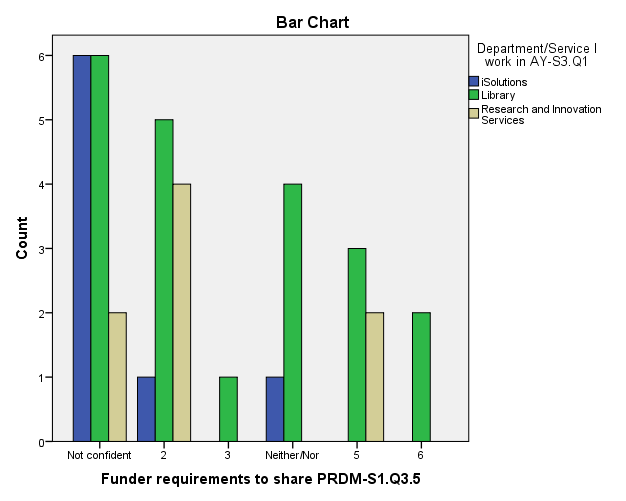 Bar Chart
Department/Service I
work in AY-S3.Q1
iSolutions
Library
Research and Innovation
Services
Count
6
5
4
3
2
1
0
Not confident 2 3 Neither/Nor 5 6
Funder requirements to share PRDM-S1.Q3.5